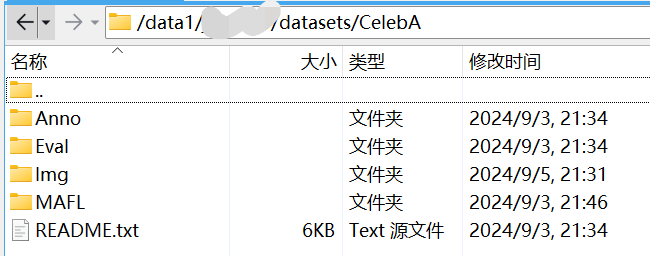 /data1/ /datasets/CelebA
名称 大小 类型 修改时间
..
Anno 文件夹 2024/9/3, 21:34
Eval 文件夹 2024/9/3, 21:34
Img 文件夹 2024/9/5, 21:31
MAFL 文件夹 2024/9/3, 21:46
README.txt 6KB Text 源文件 2024/9/3, 21:34